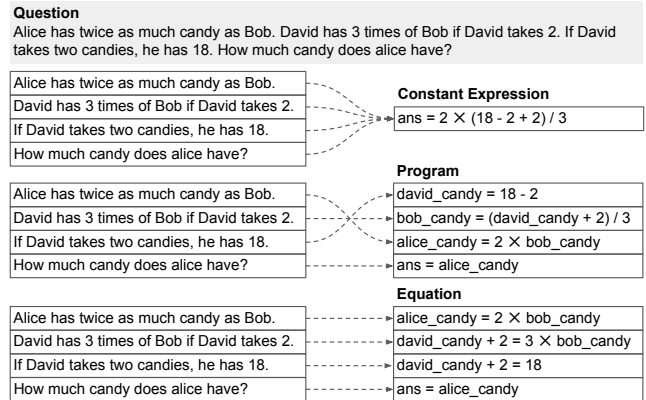 Question
Alice has twice as much candy as Bob. David has 3 times of Bob if David takes 2. If David
takes two candies, he has 18. How much candy does alice have?
Alice has twice as much candy as Bob.
David has 3 times of Bob if David takes 2.
If David takes two candies, he has 18.
How much candy does alice have?
Constant Expression
ans = 2 × (18 - 2 + 2) / 3
Alice has twice as much candy as Bob.
David has 3 times of Bob if David takes 2.
If David takes two candies, he has 18.
How much candy does alice have?
Program
david_candy = 18 - 2
bob_candy = (david_candy + 2) / 3
alice_candy = 2 × bob_candy
ans = alice_candy
Alice has twice as much candy as Bob.
David has 3 times of Bob if David takes 2.
If David takes two candies, he has 18.
How much candy does alice have?
Equation
alice_candy = 2 × bob_candy
david_candy + 2 = 3 × bob_candy
david_candy + 2 = 18
ans = alice_candy